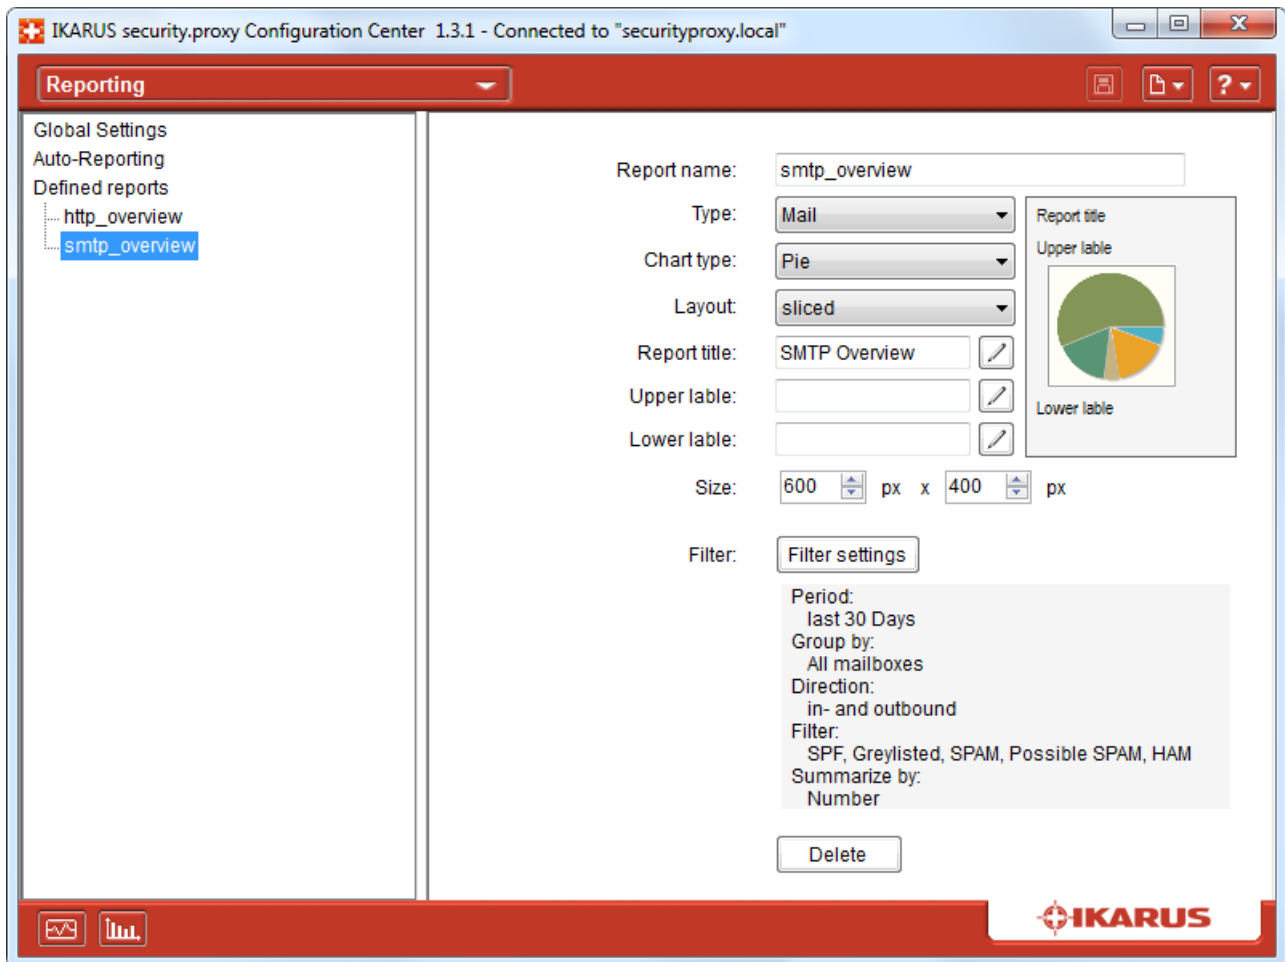 IKARUS security.proxy Configuration Center 1.3.1 - Connected to "securityproxy.local"
Reporting
?
Global Settings
Auto-Reporting
Defined reports
http_overview
smtp_overview
Report name: smtp_overview
Type: Mail
Chart type: Pie
Layout: sliced
Report title: SMTP Overview
Upper lable:
Lower lable:
Report title
Upper lable
Lower lable
Size: 600 px x 400 px
Filter: Filter settings
Period:
last 30 Days
Group by:
All mailboxes
Direction:
in- and outbound
Filter:
SPF, Greylisted, SPAM, Possible SPAM, HAM
Summarize by:
Number
Delete
IKARUS